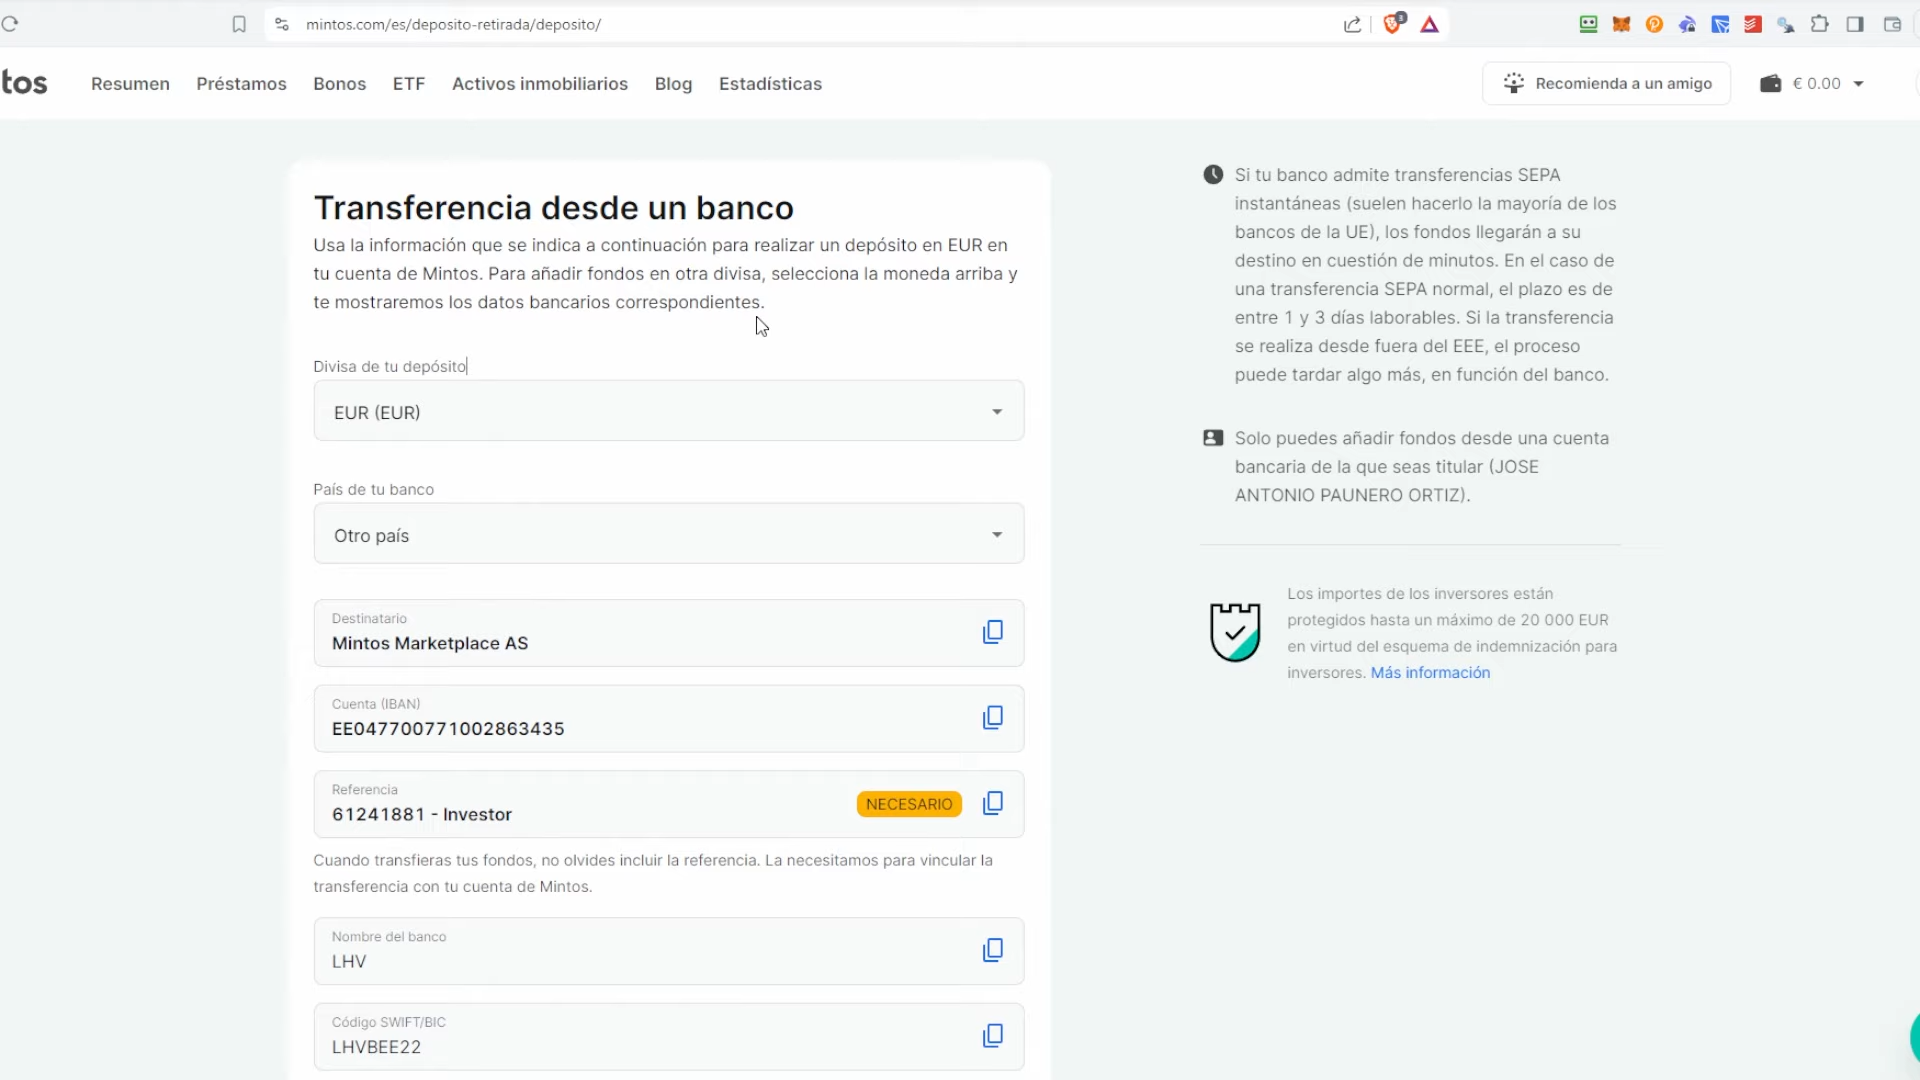 mintos.com/es/deposito-retirada/deposito/
3
tos
Resumen
Préstamos
Bonos
ETF
Activos inmobiliarios
Blog
Estadísticas
Recomienda a un amigo
€ 0.00
Transferencia desde un banco
Usa la información que se indica a continuación para realizar un depósito en EUR en
tu cuenta de Mintos. Para añadir fondos en otra divisa, selecciona la moneda arriba y
te mostraremos los datos bancarios correspondientes.
Divisa de tu depósito
EUR (EUR)
País de tu banco
Otro país
Destinatario
Mintos Marketplace AS
Cuenta (IBAN)
EE047700771002863435
Referencia
61241881 - Investor
NECESARIO
Cuando transfieras tus fondos, no olvides incluir la referencia. La necesitamos para vincular la
transferencia con tu cuenta de Mintos.
Nombre del banco
LHV
Código SWIFT/BIC
LHVBEE22
Si tu banco admite transferencias SEPA
instantáneas (suelen hacerlo la mayoría de los
bancos de la UE), los fondos llegarán a su
destino en cuestión de minutos. En el caso de
una transferencia SEPA normal, el plazo es de
entre 1 y 3 días laborables. Si la transferencia
se realiza desde fuera del EEE, el proceso
puede tardar algo más, en función del banco.
Solo puedes añadir fondos desde una cuenta
bancaria de la que seas titular (JOSE
ANTONIO PAUNERO ORTIZ).
Los importes de los inversores están
protegidos hasta un máximo de 20 000 EUR
en virtud del esquema de indemnización para
inversores. Más información